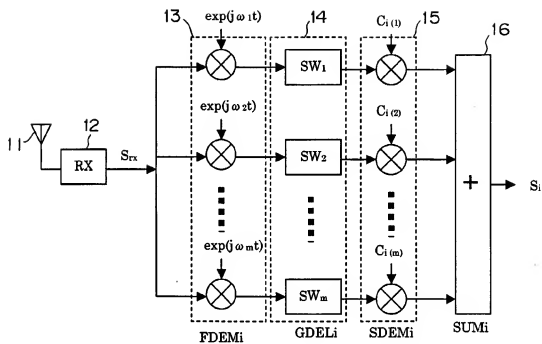 13
14
15
16
exp(jω1t)
Ci(1)
SW1
11
12
RX
Srx
exp(jω2t)
Ci(2)
SW2
+
Si
exp(jωmt)
Ci(m)
SWm
FDEMi
GDELi
SDEMi
SUMi